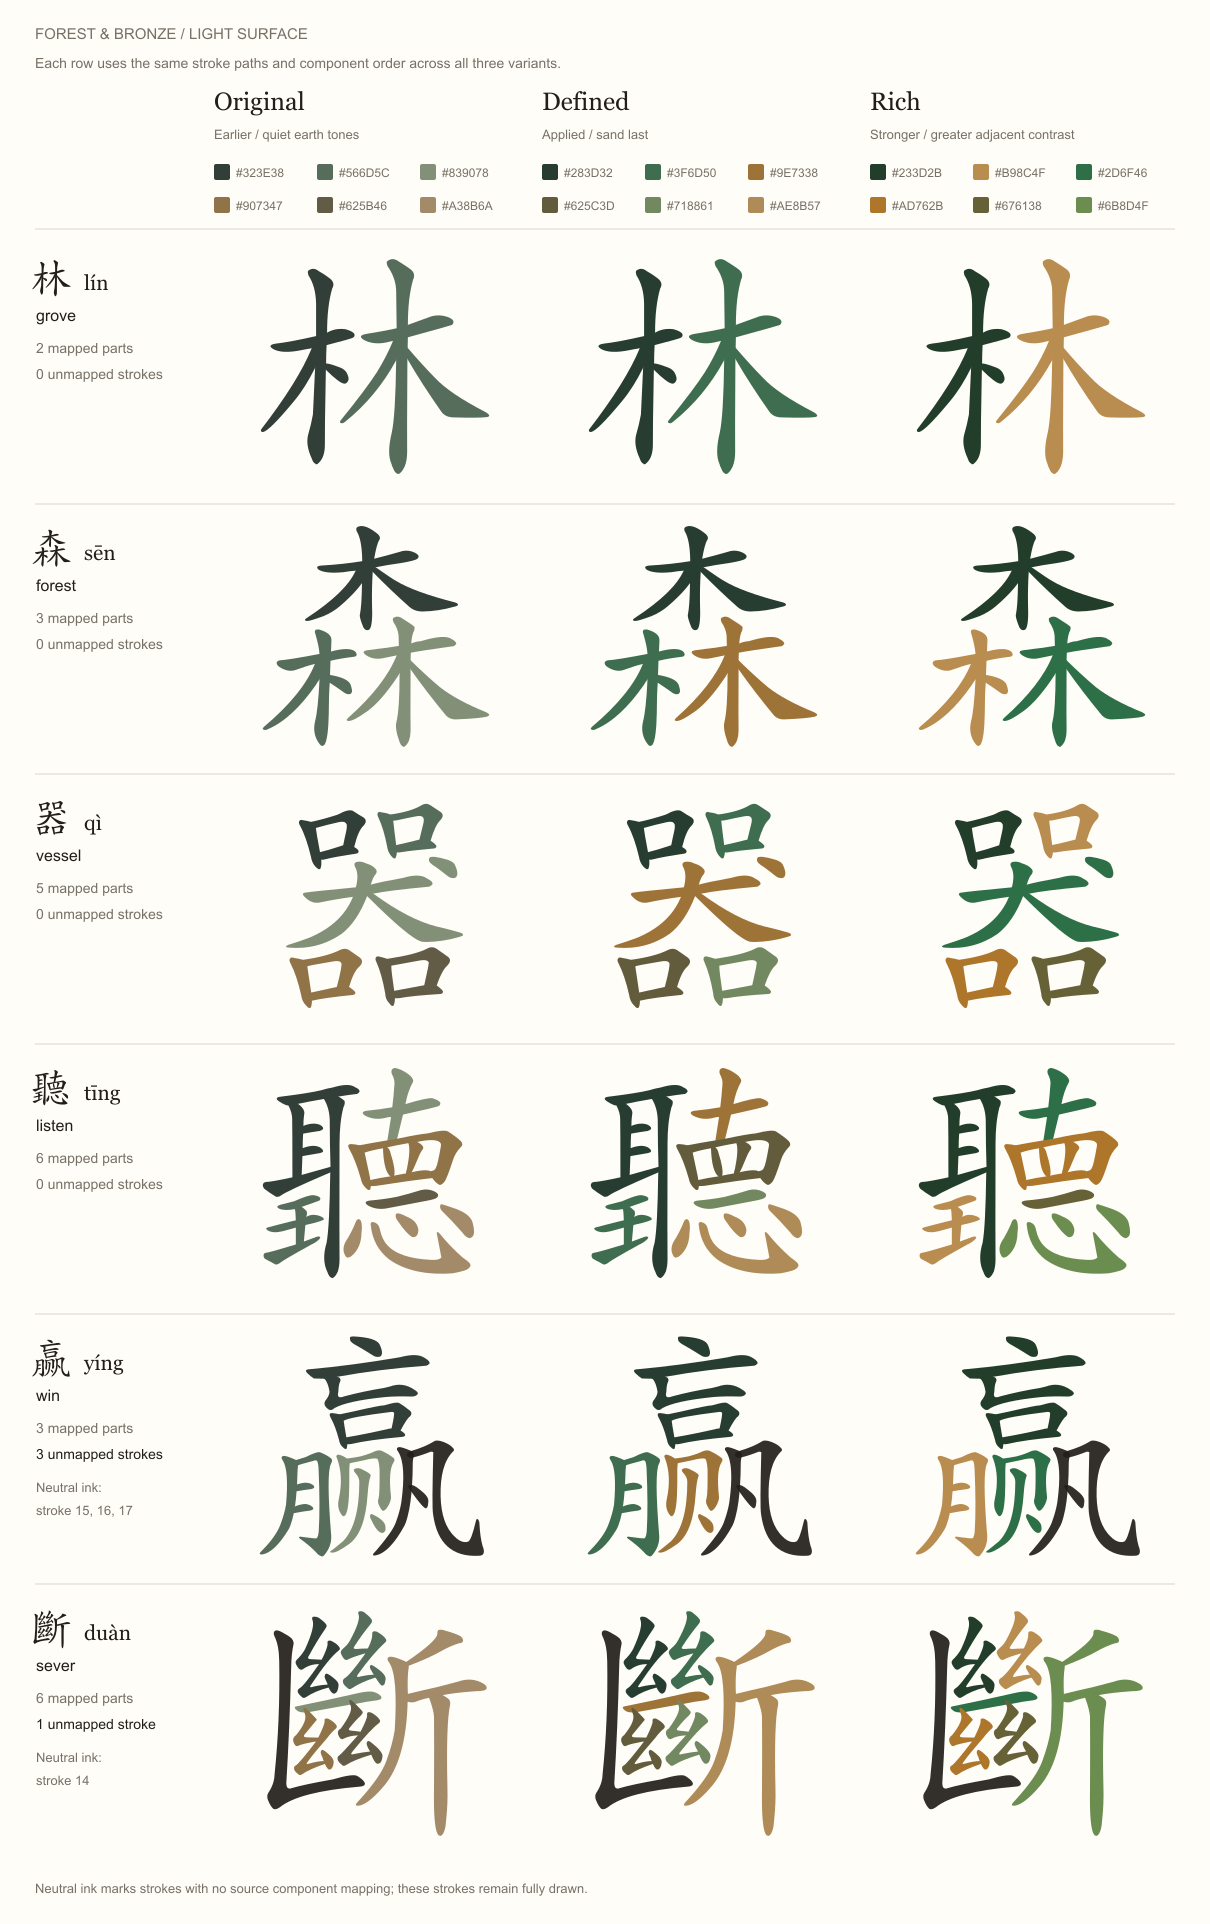 FOREST & BRONZE / LIGHT SURFACE
Each row uses the same stroke paths and component order across all three variants.
Original Defined Rich
Earlier / quiet earth tones Applied / sand last Stronger / greater adjacent contrast
#323E38 #566D5C #839078 #283D32 #3F6D50 #9E7338 #233D2B #B98C4F #2D6F46
#907347 #625B46 #A38B6A #625C3D #718861 #AE8B57 #AD762B #676138 #6B8D4F
林 lín
grove
2 mapped parts
0 unmapped strokes
林 林 林
森 sēn
forest
3 mapped parts
0 unmapped strokes
森 森 森
器 qì
vessel
5 mapped parts
0 unmapped strokes
器 器 器
聽 tīng
listen
6 mapped parts
0 unmapped strokes
聽 聽 聽
赢 yíng
win
3 mapped parts
3 unmapped strokes
Neutral ink:
stroke 15, 16, 17
赢 赢 赢
斷 duàn
sever
6 mapped parts
1 unmapped stroke
Neutral ink:
stroke 14
斷 斷 斷
Neutral ink marks strokes with no source component mapping; these strokes remain fully drawn.